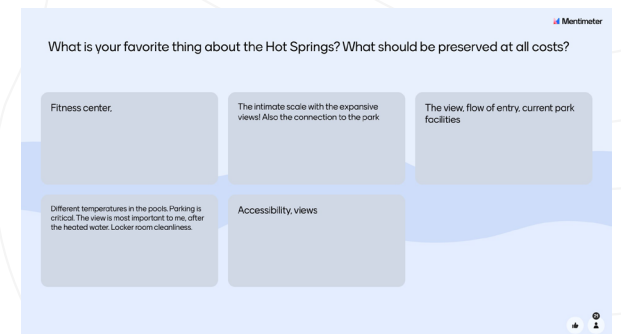 Mentimeter
What is your favorite thing about the Hot Springs? What should be preserved at all costs?
Fitness center,
The intimate scale with the expansive
views! Also the connection to the park
The view, flow of entry, current park
facilities
Different temperatures in the pools. Parking is
critical. The view is most important to me, after
the heated water. Locker room cleanliness.
Accessibility, views
21